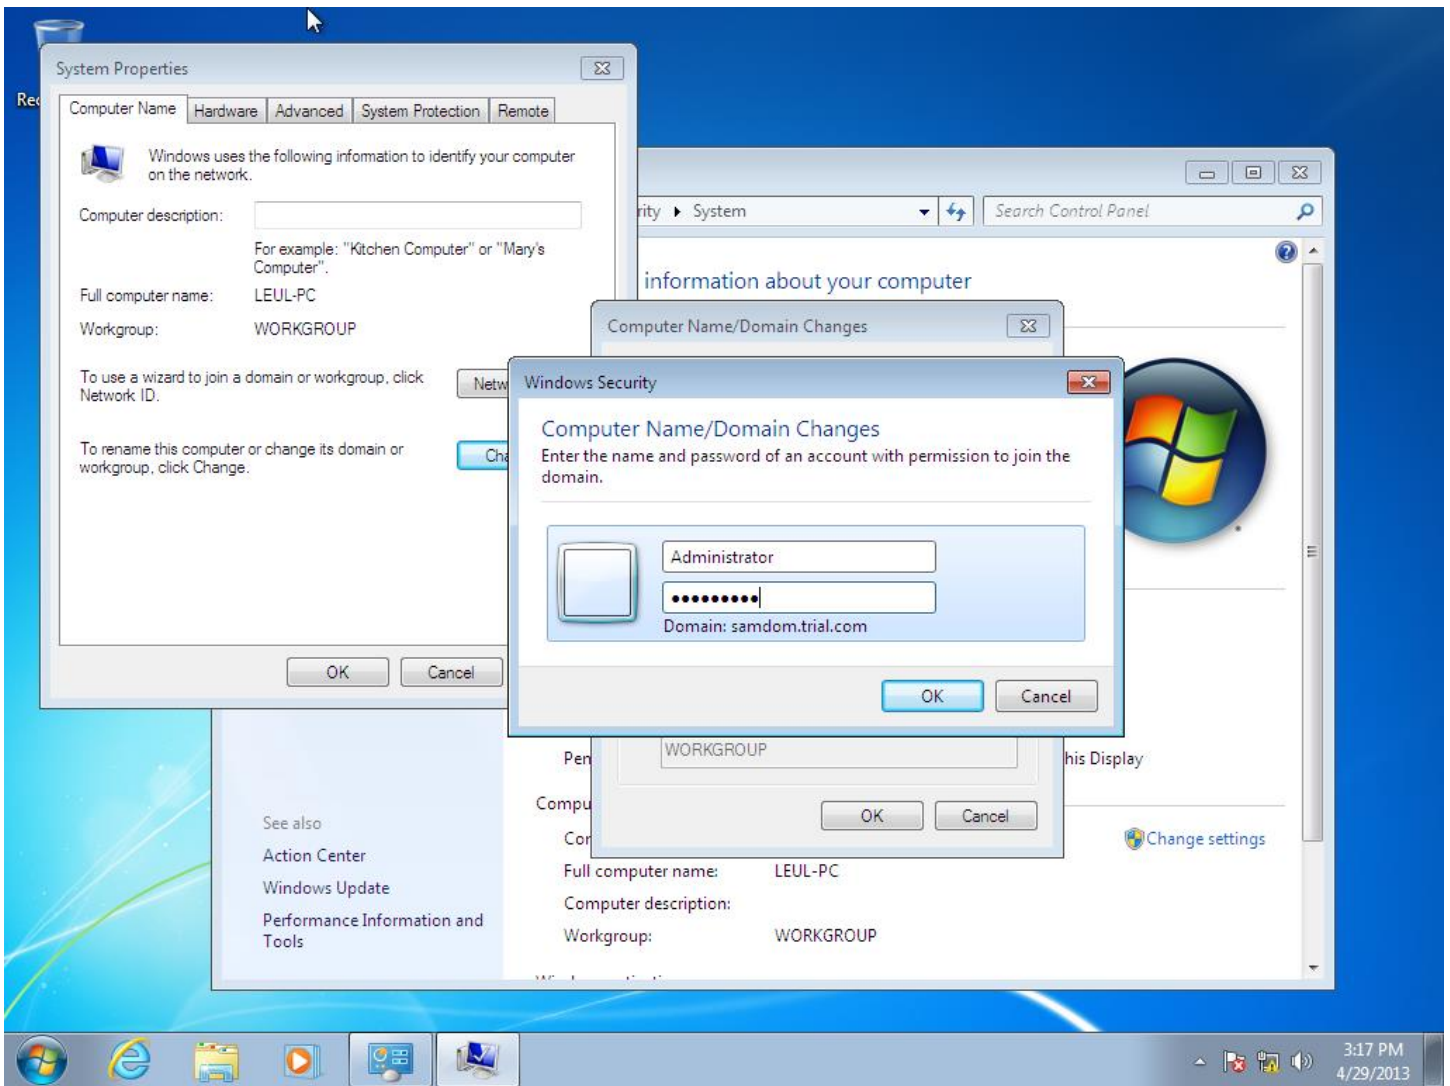 Rec
System Properties
Computer Name
Hardware
Advanced
System Protection
Remote
Windows uses the following information to identify your computer
on the network.
Computer description:
For example: "Kitchen Computer" or "Mary's
Computer".
Full computer name: LEUL-PC
Workgroup: WORKGROUP
To use a wizard to join a domain or workgroup, click
Network ID.
Netw
To rename this computer or change its domain or
workgroup, click Change.
Cha
OK
Cancel
rity ▸ System
Search Control Panel
information about your computer
Computer Name/Domain Changes
Windows Security
Computer Name/Domain Changes
Enter the name and password of an account with permission to join the
domain.
Administrator
•••••••••
Domain: samdom.trial.com
OK
Cancel
WORKGROUP
OK
Cancel
Pen
his Display
Compu
Cor
Change settings
Full computer name: LEUL-PC
Computer description:
Workgroup: WORKGROUP
See also
Action Center
Windows Update
Performance Information and
Tools
3:17 PM
4/29/2013